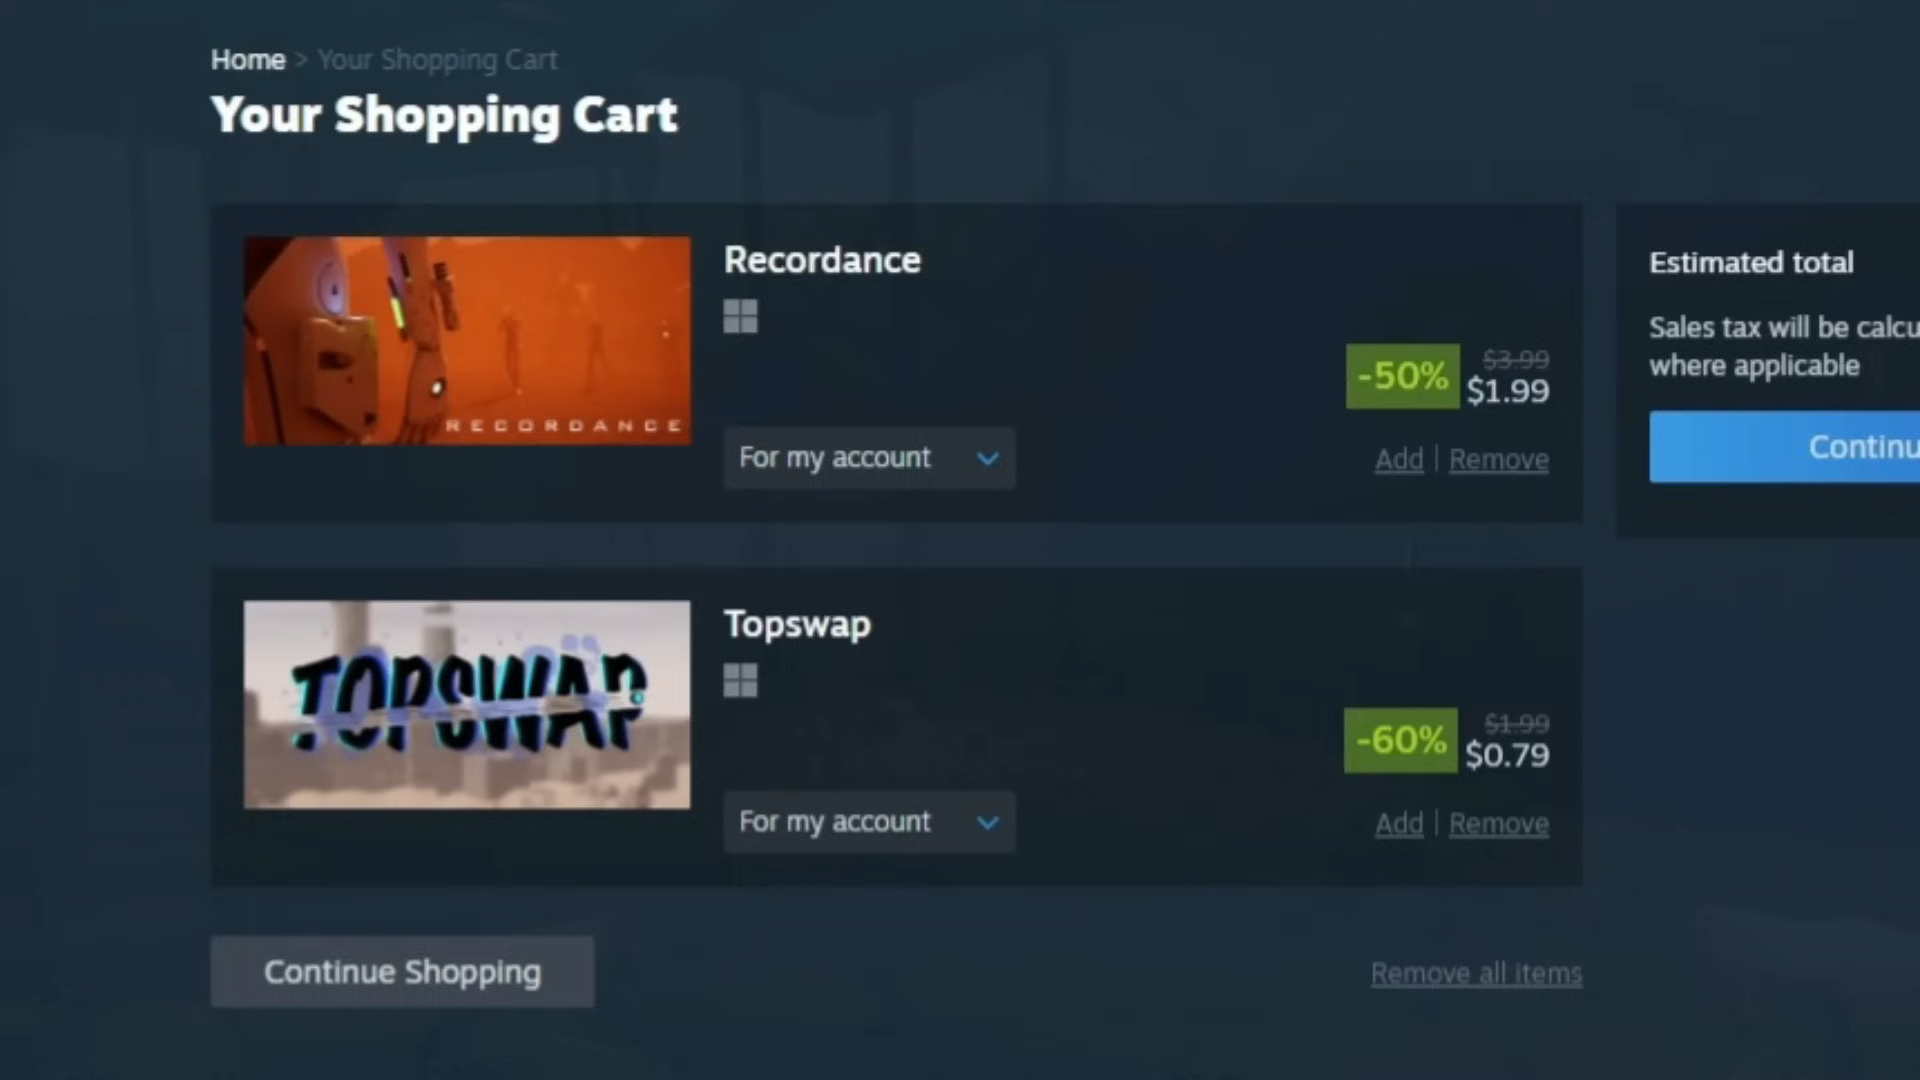 Home > Your Shopping Cart
Your Shopping Cart
RECORDANCE
Recordance
-50%
$3.99
$1.99
For my account
Add | Remove
Estimated total
Sales tax will be calcu
where applicable
Continu
TOPSWAP
Topswap
-60%
$1.99
$0.79
For my account
Add | Remove
Continue Shopping
Remove all items